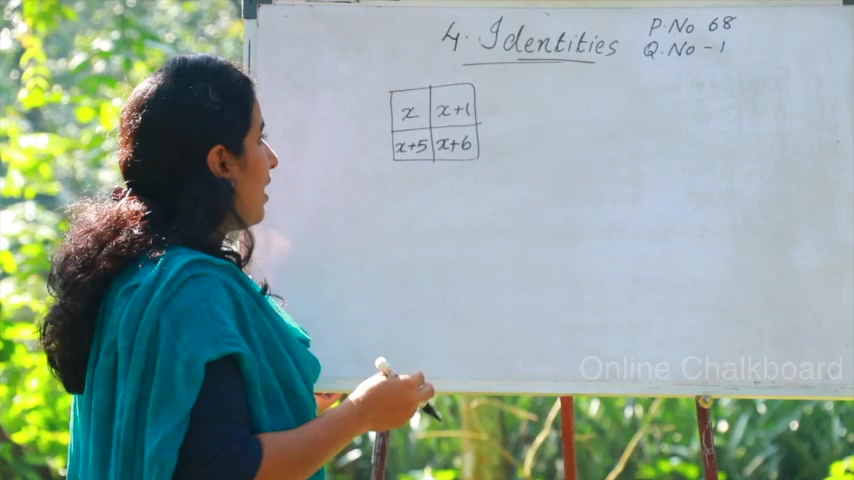 4. Identities P.No 68
Q.No - 1
x x+1
x+5 x+6
Online Chalkboard